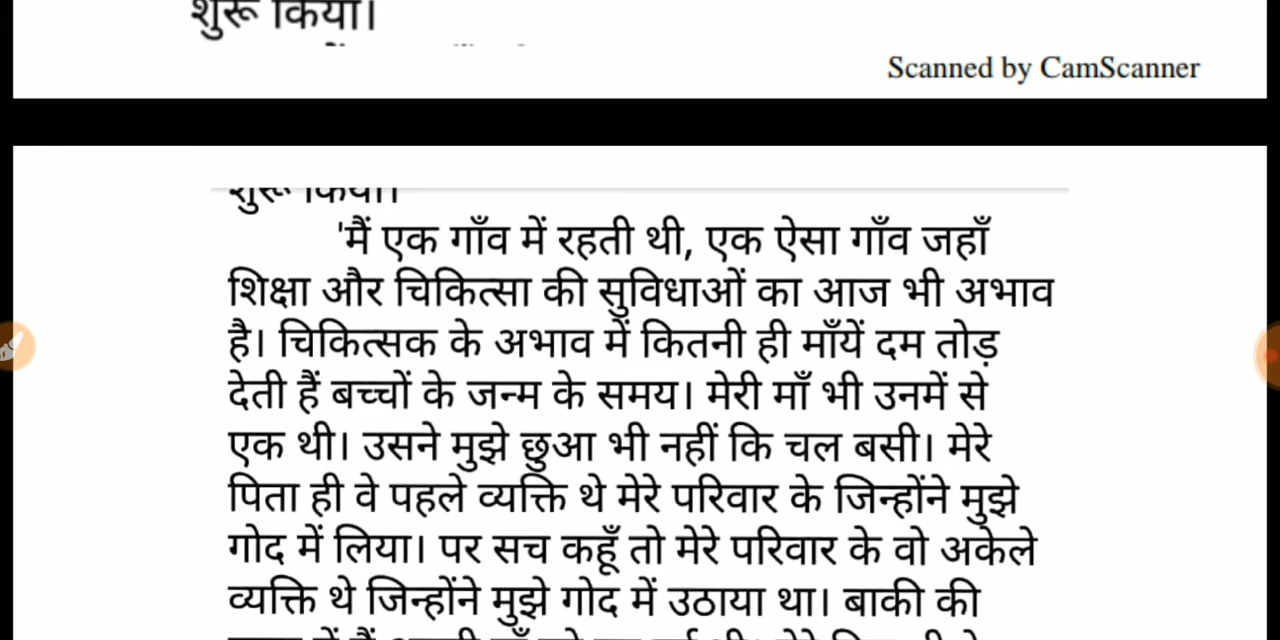 शुरू किया।
Scanned by CamScanner
शुरू किया।
'मैं एक गाँव में रहती थी, एक ऐसा गाँव जहाँ
शिक्षा और चिकित्सा की सुविधाओं का आज भी अभाव
है। चिकित्सक के अभाव में कितनी ही माँयें दम तोड़
देती हैं बच्चों के जन्म के समय। मेरी माँ भी उनमें से
एक थी। उसने मुझे छुआ भी नहीं कि चल बसी। मेरे
पिता ही वे पहले व्यक्ति थे मेरे परिवार के जिन्होंने मुझे
गोद में लिया। पर सच कहूँ तो मेरे परिवार के वो अकेले
व्यक्ति थे जिन्होंने मुझे गोद में उठाया था। बाकी की